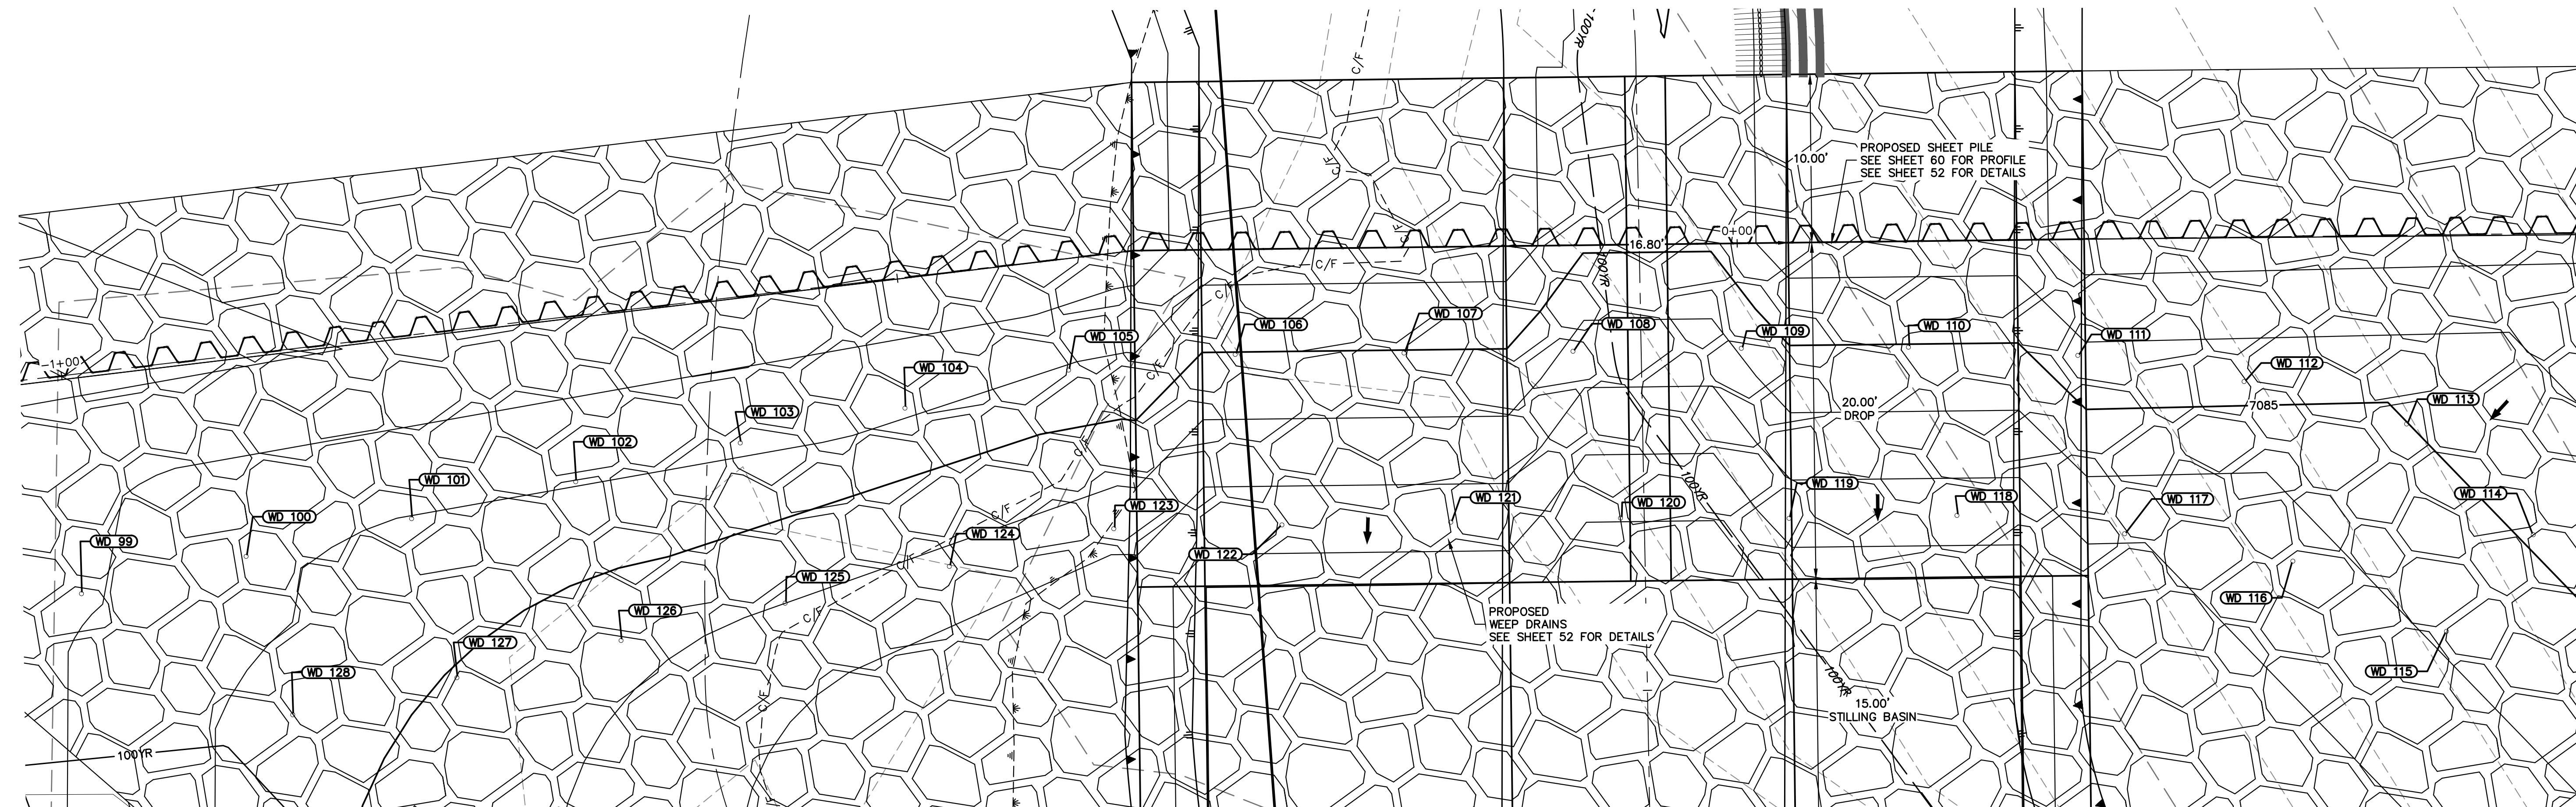 -100YR
C/F
10.00'
PROPOSED SHEET PILE
SEE SHEET 60 FOR PROFILE
SEE SHEET 52 FOR DETAILS
C/F
C/F
0+00
16.80'
C/F
100YR
C/F
WD 105
WD 106
WD 107
WD 108
WD 109
WD 110
WD 111
-1+00
WD 104
C/F
WD 112
WD 103
20.00'
DROP
7085
WD 113
WD 102
C/F
WD 101
100YR
WD 119
WD 118
WD 117
WD 114
WD 100
C/F
WD 123
WD 121
WD 120
WD 99
WD 124
WD 122
C/F
WD 125
WD 126
C/F
PROPOSED
WEEP DRAINS
SEE SHEET 52 FOR DETAILS
WD 116
WD 127
WD 128
C/F
100YR
WD 115
15.00'
STILLING BASIN
100YR